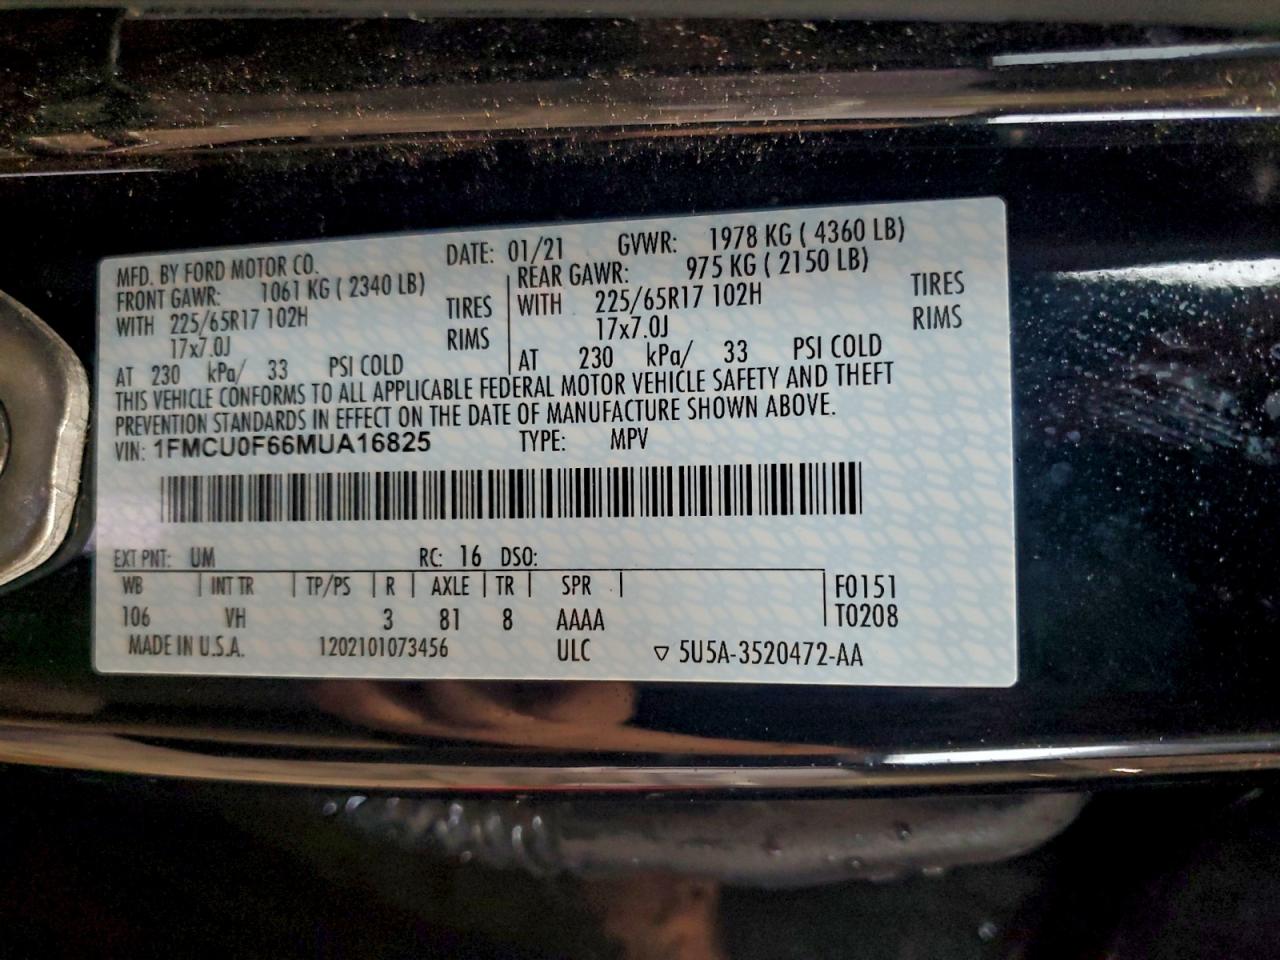 MFD. BY FORD MOTOR CO. DATE: 01/21 GVWR: 1978 KG ( 4360 LB)
FRONT GAWR: 1061 KG ( 2340 LB) REAR GAWR: 975 KG ( 2150 LB)
WITH 225/65R17 102H TIRES WITH 225/65R17 102H TIRES
17x7.0J RIMS 17x7.0J RIMS
AT 230 kPa/ 33 PSI COLD AT 230 kPa/ 33 PSI COLD
THIS VEHICLE CONFORMS TO ALL APPLICABLE FEDERAL MOTOR VEHICLE SAFETY AND THEFT
PREVENTION STANDARDS IN EFFECT ON THE DATE OF MANUFACTURE SHOWN ABOVE.
VIN: 1FMCU0F66MUA16825 TYPE: MPV
EXT PNT: UM RC: 16 DSO:
WB INT TR TP/PS R AXLE TR SPR F0151
106 VH 3 81 8 AAAA T0208
MADE IN U.S.A. 1202101073456 ULC ▽ 5U5A-3520472-AA